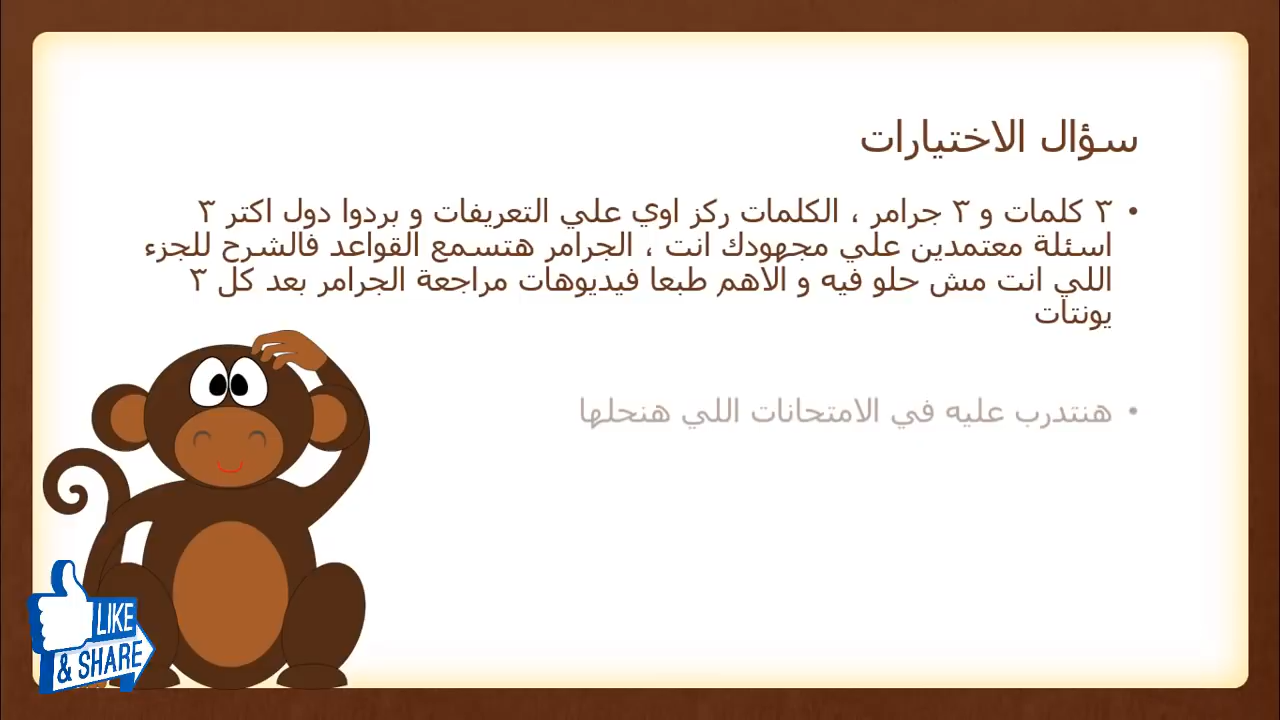 سؤال الاختيارات
• ٣ كلمات و ٣ جرامر ، الكلمات ركز اوي علي التعريفات و بردوا دول اكتر ٣
اسئلة معتمدين علي مجهودك انت ، الجرامر هتسمع القواعد فالشرح للجزء
اللي انت مش حلو فيه و الاهم طبعا فيديوهات مراجعة الجرامر بعد كل ٣
يونتات
• هنتدرب عليه في الامتحانات اللي هنحلها
LIKE
& SHARE